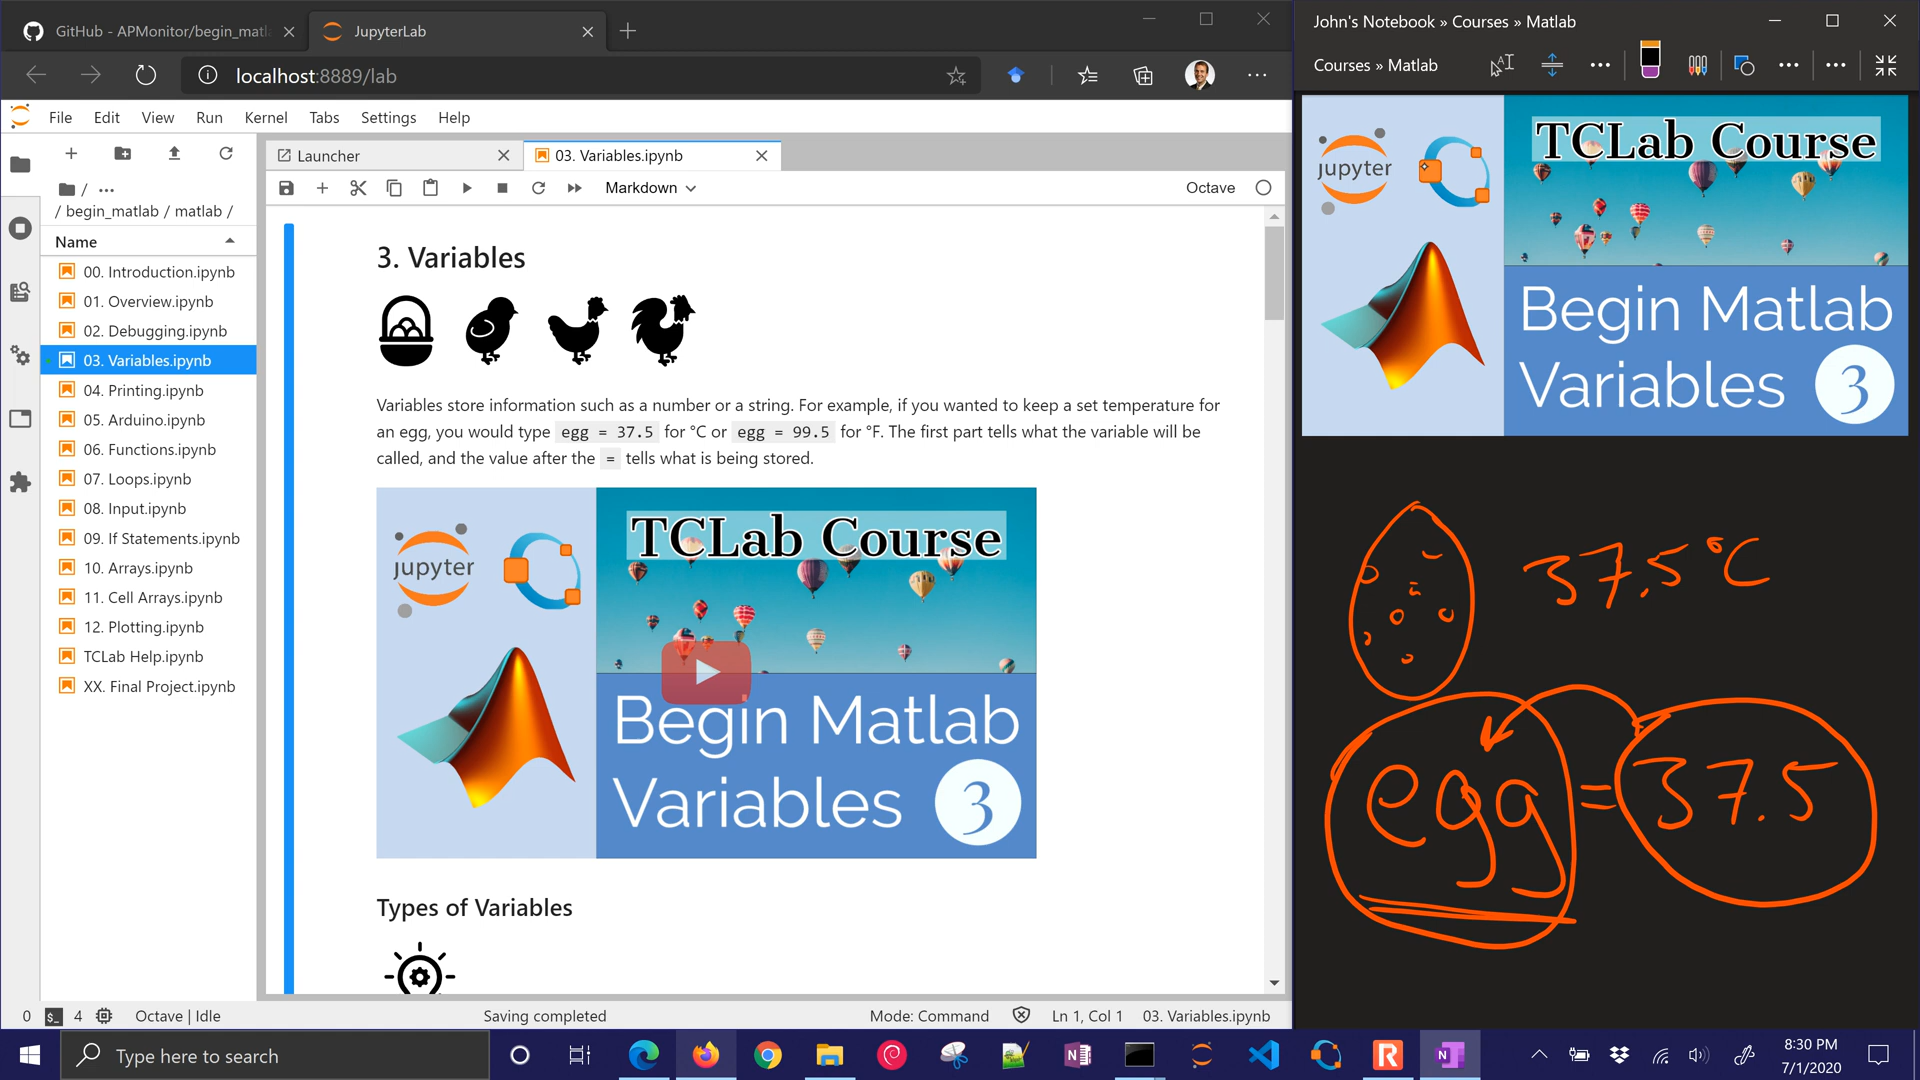 GitHub - APMonitor/begin_matl
JupyterLab
localhost:8889/lab
File Edit View Run Kernel Tabs Settings Help
/ ...
/ begin_matlab / matlab /
Name
00. Introduction.ipynb
01. Overview.ipynb
02. Debugging.ipynb
03. Variables.ipynb
04. Printing.ipynb
05. Arduino.ipynb
06. Functions.ipynb
07. Loops.ipynb
08. Input.ipynb
09. If Statements.ipynb
10. Arrays.ipynb
11. Cell Arrays.ipynb
12. Plotting.ipynb
TCLab Help.ipynb
XX. Final Project.ipynb
Launcher
03. Variables.ipynb
Markdown
Octave
3. Variables
Variables store information such as a number or a string. For example, if you wanted to keep a set temperature for
an egg, you would type egg = 37.5 for °C or egg = 99.5 for °F. The first part tells what the variable will be
called, and the value after the = tells what is being stored.
jupyter
TCLab Course
Begin Matlab
Variables 3
Types of Variables
0 $_ 4 Octave | Idle Saving completed Mode: Command Ln 1, Col 1 03. Variables.ipynb
John's Notebook » Courses » Matlab
Courses » Matlab
jupyter
TCLab Course
Begin Matlab
Variables 3
37.5°C
egg = 37.5
Type here to search
8:30 PM
7/1/2020